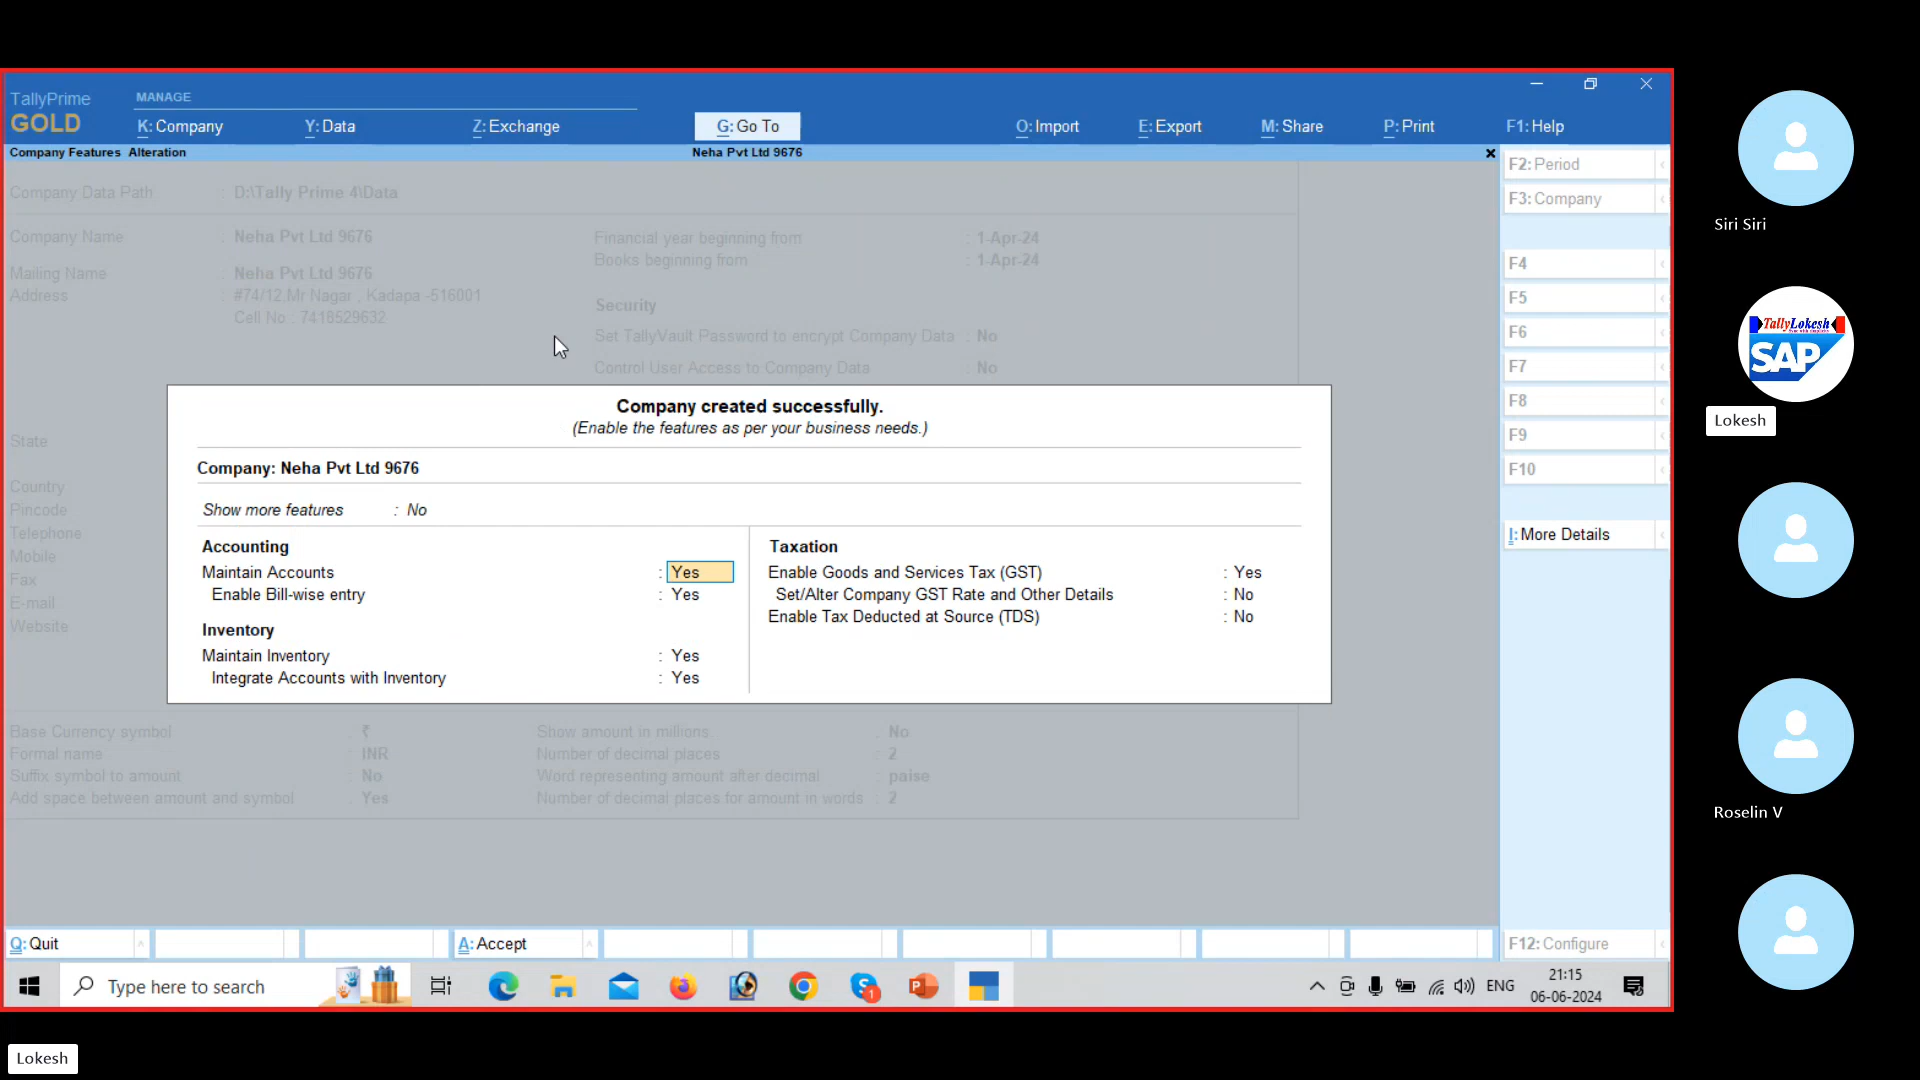 TallyPrime
GOLD
MANAGE
K: Company
Y: Data
Z: Exchange
G: Go To
O: Import
E: Export
M: Share
P: Print
F1: Help
Company Features Alteration
Neha Pvt Ltd 9676
Company Data Path : D:\Tally Prime 4\Data
Company Name : Neha Pvt Ltd 9676
Mailing Name : Neha Pvt Ltd 9676
Address : #74/12,Mr Nagar , Kadapa -516001
Cell No : 7416529632
State
Country
Pincode
Telephone
Mobile
Fax
E-mail
Website
Financial year beginning from : 1-Apr-24
Books beginning from : 1-Apr-24
Security
Set TallyVault Password to encrypt Company Data : No
Control User Access to Company Data : No
Company created successfully.
(Enable the features as per your business needs.)
Company: Neha Pvt Ltd 9676
Show more features : No
Accounting
Maintain Accounts : Yes
Enable Bill-wise entry : Yes
Inventory
Maintain Inventory : Yes
Integrate Accounts with Inventory : Yes
Taxation
Enable Goods and Services Tax (GST) : Yes
Set/Alter Company GST Rate and Other Details : No
Enable Tax Deducted at Source (TDS) : No
Base Currency symbol : ₹
Formal name : INR
Suffix symbol to amount : No
Add space between amount and symbol : Yes
Show amount in millions : No
Number of decimal places : 2
Word representing amount after decimal : paise
Number of decimal places for amount in words : 2
F2: Period
F3: Company
F4
F5
F6
F7
F8
F9
F10
I: More Details
F12: Configure
Q: Quit
A: Accept
Type here to search
1
P
ENG
21:15
06-06-2024
Siri Siri
TallyLokesh
SAP
Lokesh
Roselin V
Lokesh